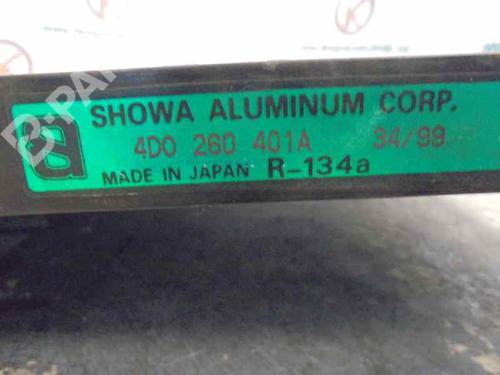 SHOWA ALUMINUM CORP.
4D0 260 401A 34/99
MADE IN JAPAN R-134a